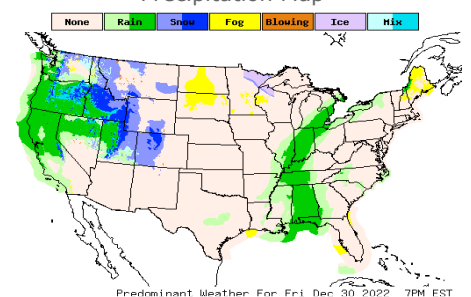 Precipitation Map
None Rain Snow Fog Blowing Ice Mix
Predominant Weather For Fri Dec 30 2022 7PM EST